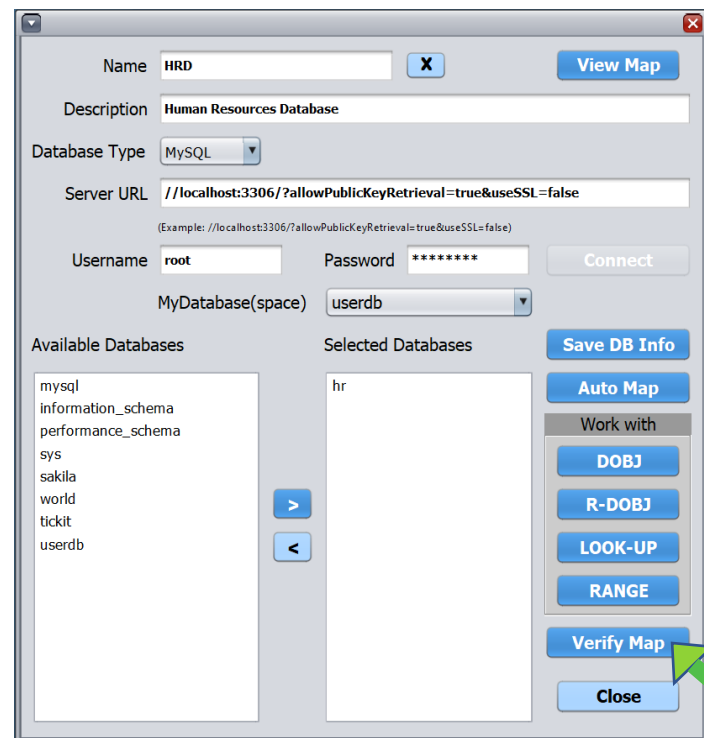 Name HRD X View Map
Description Human Resources Database
Database Type MySQL
Server URL //localhost:3306/?allowPublicKeyRetrieval=true&useSSL=false
(Example: //localhost:3306/?allowPublicKeyRetrieval=true&useSSL=false)
Username root Password ******** Connect
MyDatabase(space) userdb
Available Databases Selected Databases Save DB Info
mysql hr Auto Map
information_schema
performance_schema Work with
sys DOBJ
sakila
world > R-DOBJ
tickit
userdb < LOOK-UP
RANGE
Verify Map
Close